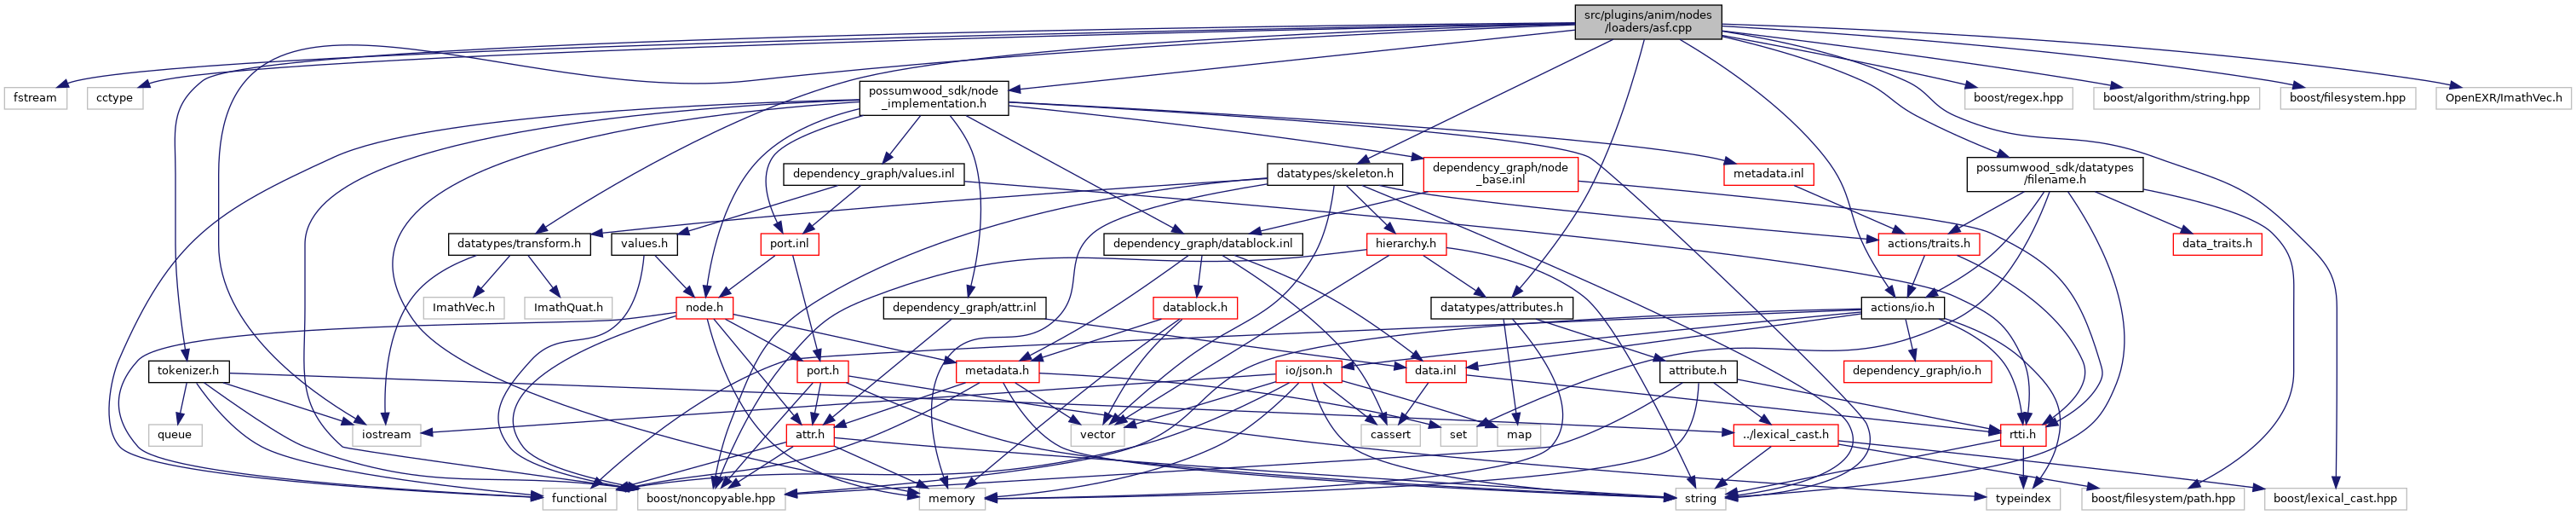 src/plugins/anim/nodes
/loaders/asf.cpp
fstream
cctype
possumwood_sdk/node
_implementation.h
boost/regex.hpp
boost/algorithm/string.hpp
boost/filesystem.hpp
OpenEXR/ImathVec.h
dependency_graph/values.inl
datatypes/skeleton.h
dependency_graph/node
_base.inl
metadata.inl
possumwood_sdk/datatypes
/filename.h
datatypes/transform.h
values.h
port.inl
dependency_graph/datablock.inl
hierarchy.h
actions/traits.h
data_traits.h
ImathVec.h
ImathQuat.h
node.h
dependency_graph/attr.inl
datablock.h
datatypes/attributes.h
actions/io.h
tokenizer.h
port.h
metadata.h
io/json.h
data.inl
attribute.h
dependency_graph/io.h
queue
iostream
attr.h
vector
cassert
set
map
../lexical_cast.h
rtti.h
functional
boost/noncopyable.hpp
memory
string
typeindex
boost/filesystem/path.hpp
boost/lexical_cast.hpp